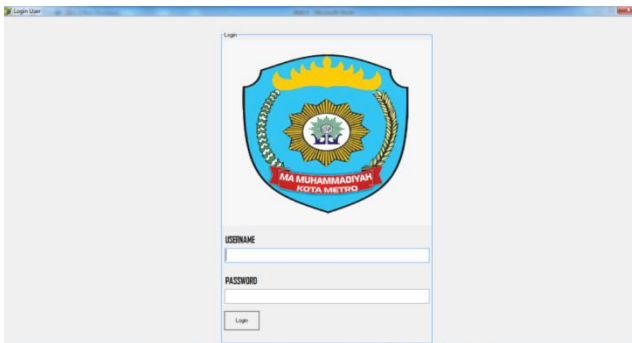 Login User
Login
MA MUHAMMADIYAH
KOTA METRO
USERNAME
PASSWORD
Login